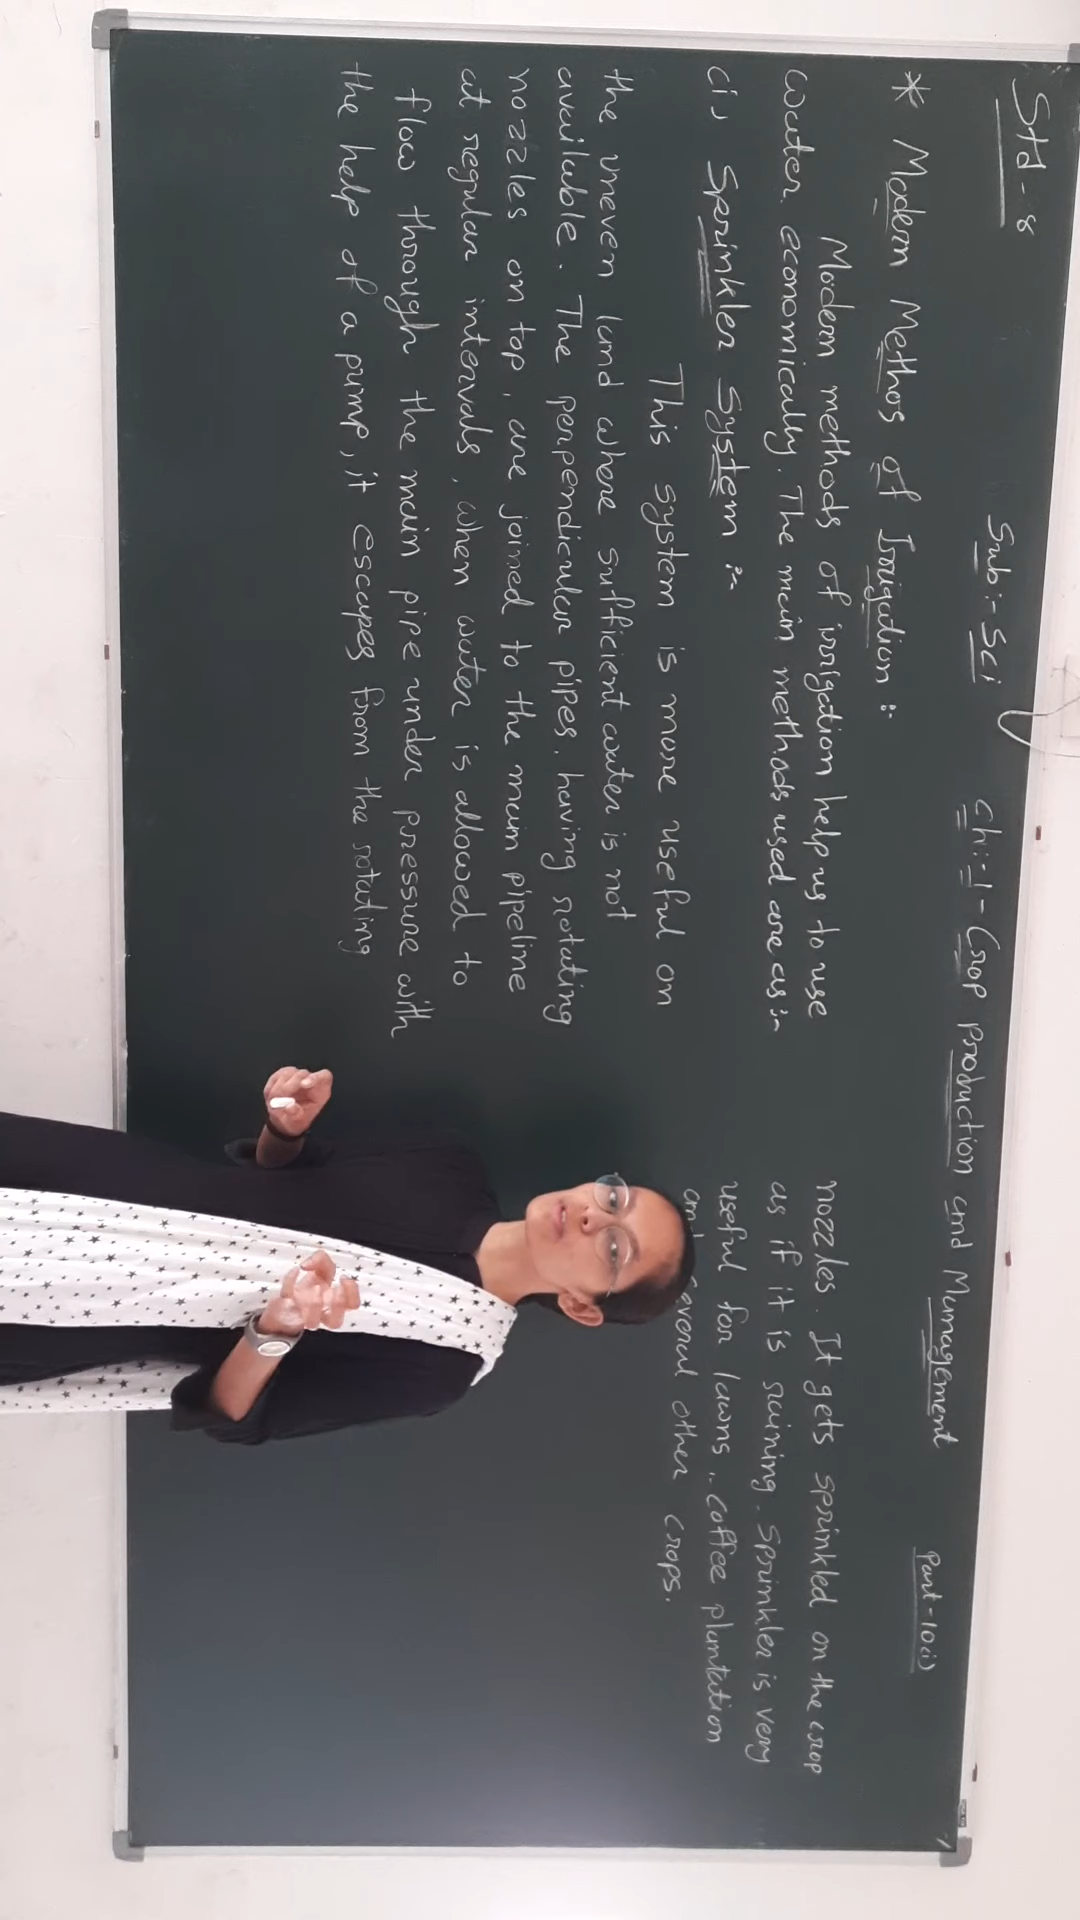 Std - 8
Sub:- Sci
Ch:-1- Crop Production and Management
Part-10(i)
* Modern Methos of Irrigation :-
Modern methods of irrigation help us to use
water economically. The main methods used are as :-
(i) Sprinkler System :-
This system is more useful on
the uneven land where sufficient water is not
available. The perpendicular pipes, having rotating
nozzles on top, are joined to the main pipeline
at regular intervals, when water is allowed to
flow through the main pipe under pressure with
the help of a pump, it escapes from the rotating
nozzles. It gets sprinkled on the crop
as if it is raining. Sprinkler is very
useful for lawns, coffee plantation
other crops.